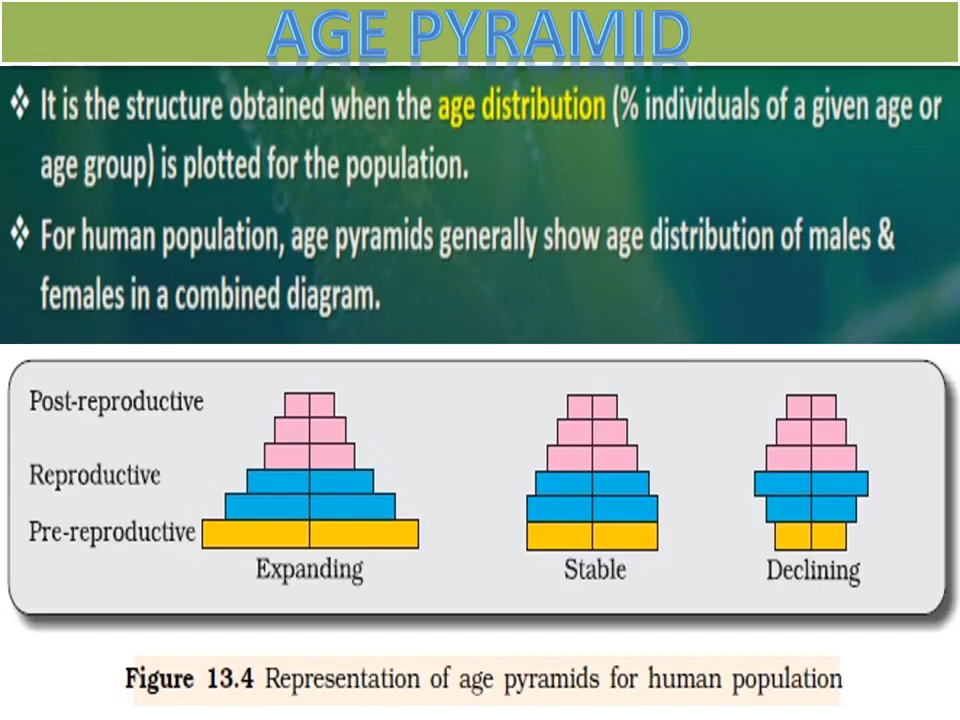 AGE PYRAMID
❖ It is the structure obtained when the age distribution (% individuals of a given age or
age group) is plotted for the population.
❖ For human population, age pyramids generally show age distribution of males &
females in a combined diagram.
Post-reproductive
Reproductive
Pre-reproductive
Expanding Stable Declining
Figure 13.4 Representation of age pyramids for human population